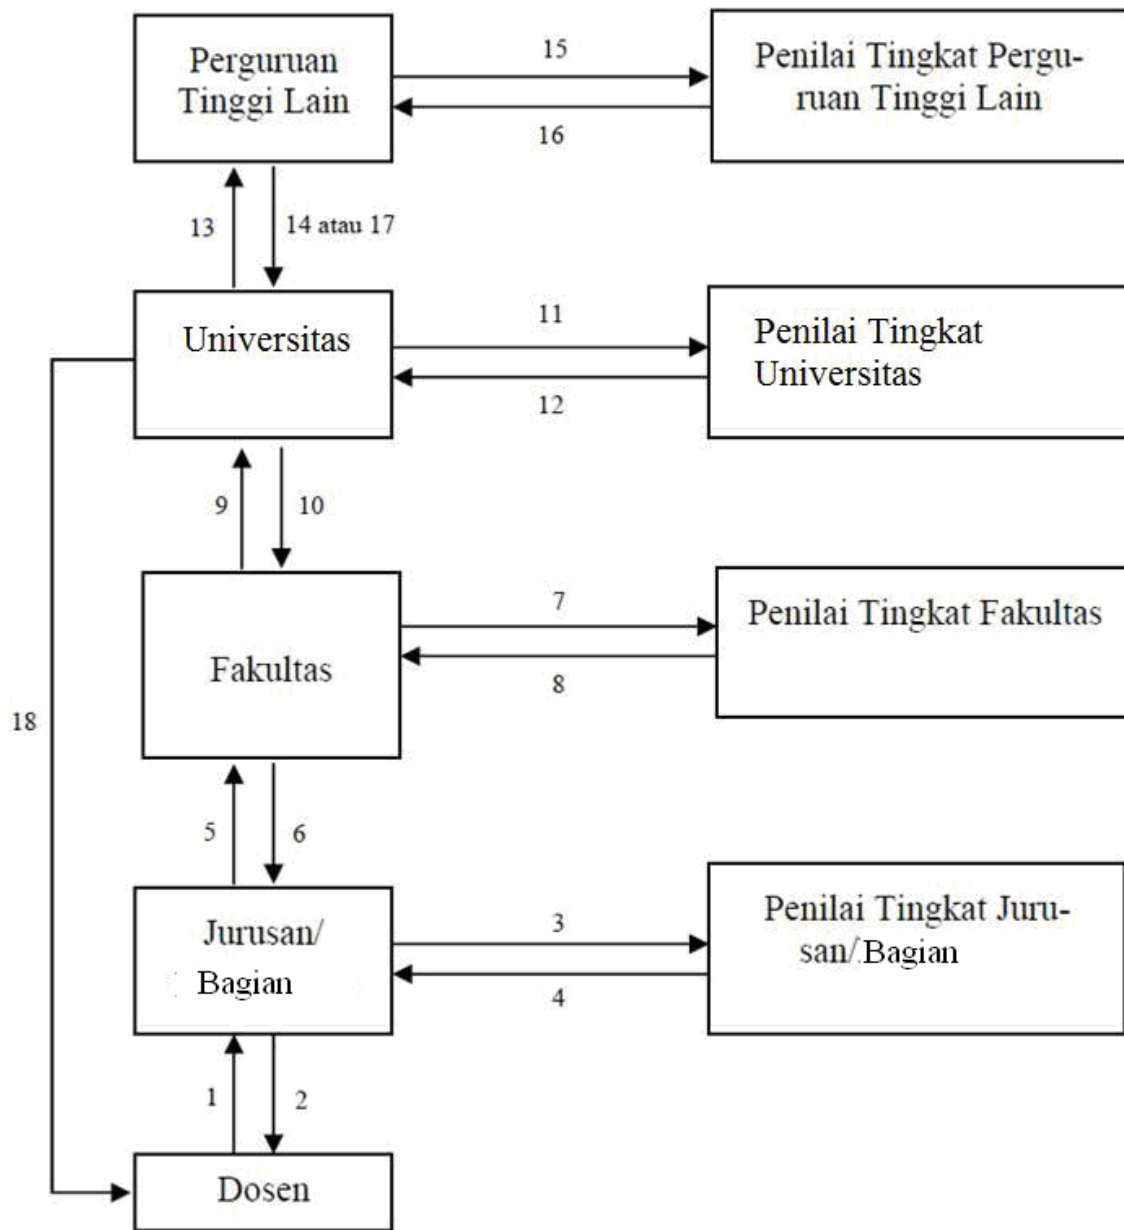 Perguruan
Tinggi Lain
15
16
Penilai Tingkat Pergu-
ruan Tinggi Lain
13
14 atau 17
Universitas
11
12
Penilai Tingkat
Universitas
9
10
Fakultas
7
8
Penilai Tingkat Fakultas
18
5
6
Jurusan/
Bagian
3
4
Penilai Tingkat Juru-
san/Bagian
1
2
Dosen